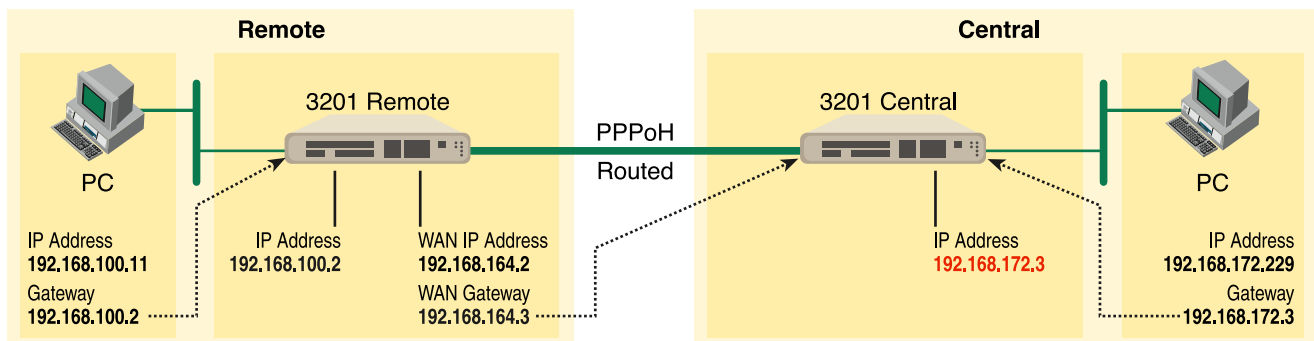 Remote
Central
3201 Remote
3201 Central
PPPoH
Routed
PC
PC
IP Address
192.168.100.11
Gateway
192.168.100.2
IP Address
192.168.100.2
WAN IP Address
192.168.164.2
WAN Gateway
192.168.164.3
IP Address
192.168.172.3
IP Address
192.168.172.229
Gateway
192.168.172.3